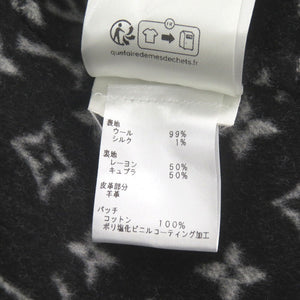 quefairedemesdechets.fr
表地
ウール 99%
シルク 1%
裏地
レーヨン 50%
キュプラ 50%
皮革部分
羊革
パッチ
コットン 100%
ポリ塩化ビニルコーティング加工